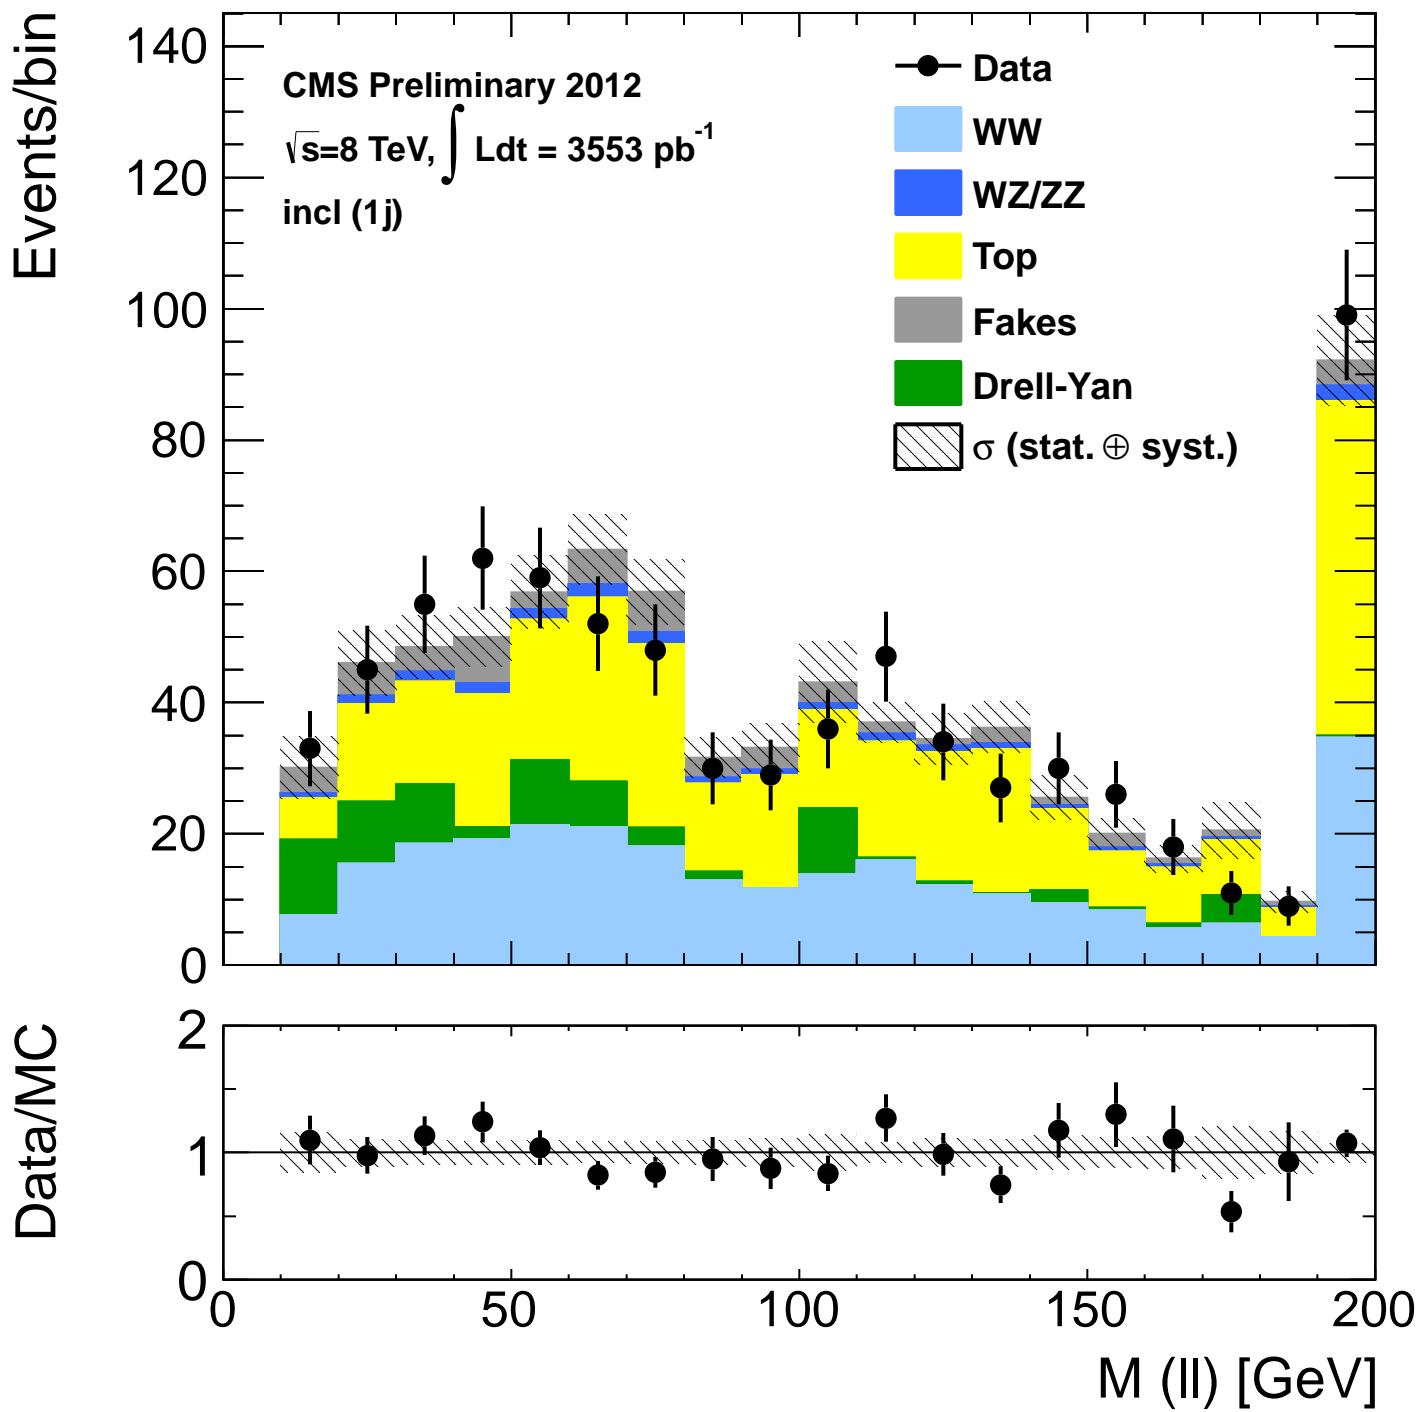 Events/bin
140
120
100
80
60
40
20
0
CMS Preliminary 2012
√s=8 TeV, ∫ Ldt = 3553 pb⁻¹
incl (1j)
Data
WW
WZ/ZZ
Top
Fakes
Drell-Yan
σ (stat. ⊕ syst.)
Data/MC
2
1
0
0 50 100 150 200
M (ll) [GeV]